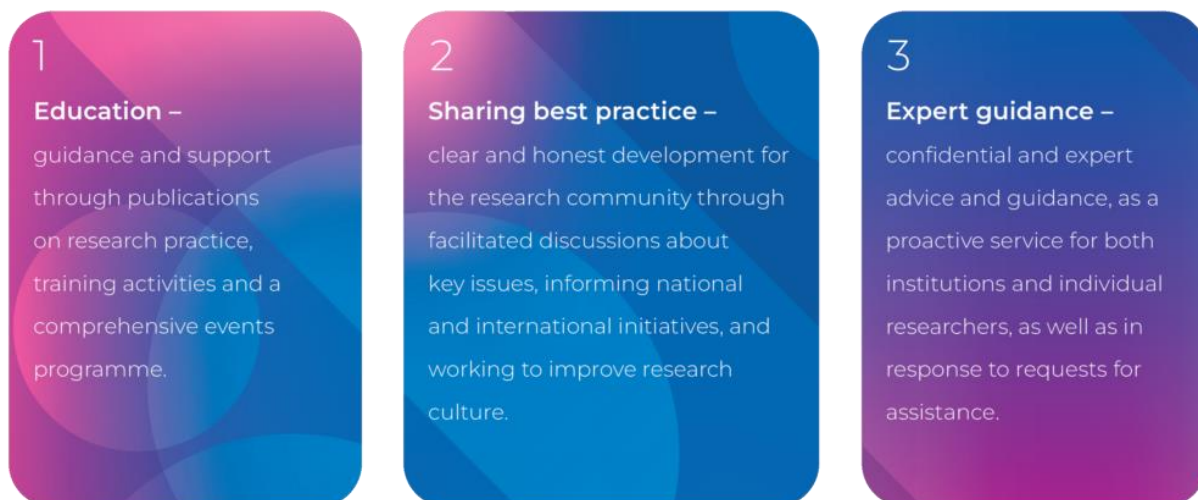 1
Education –
guidance and support
through publications
on research practice,
training activities and a
comprehensive events
programme.
2
Sharing best practice –
clear and honest development for
the research community through
facilitated discussions about
key issues, informing national
and international initiatives, and
working to improve research
culture.
3
Expert guidance –
confidential and expert
advice and guidance, as a
proactive service for both
institutions and individual
researchers, as well as in
response to requests for
assistance.